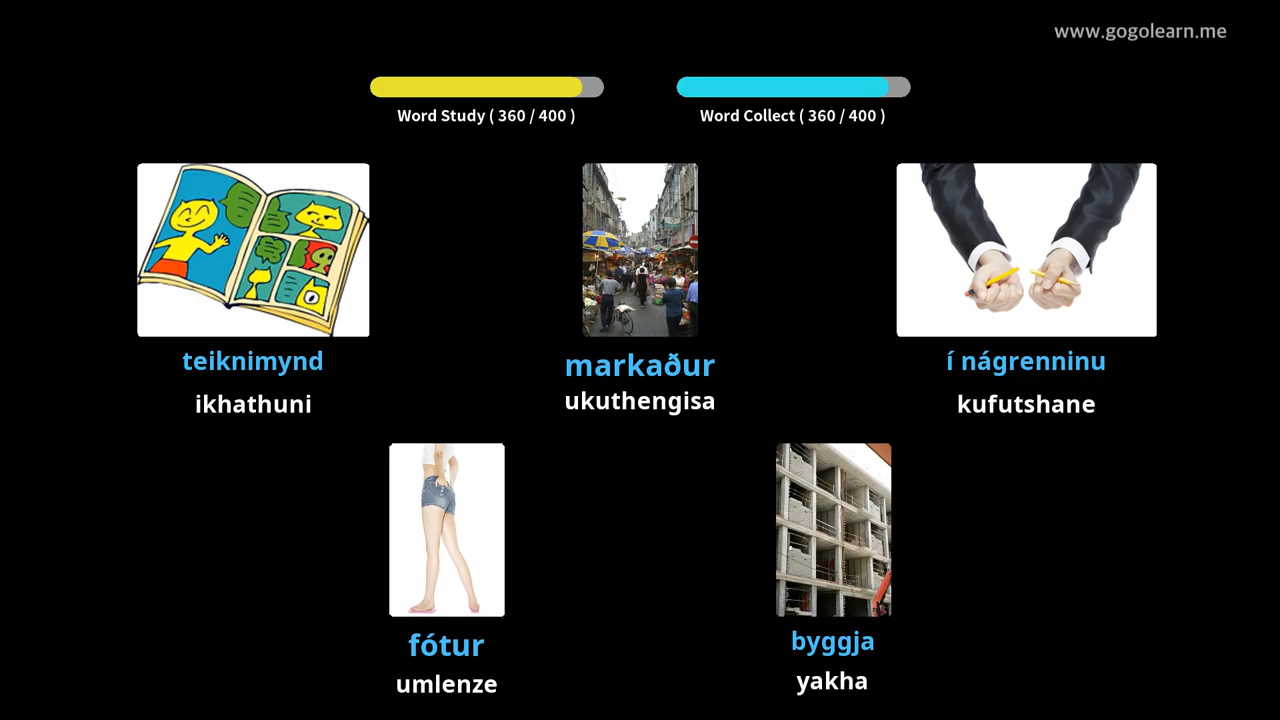 www.gogolearn.me
Word Study ( 360 / 400 )
Word Collect ( 360 / 400 )
teiknimynd
ikhathuni
markaður
ukuthengisa
í nágrenninu
kufutshane
fótur
umlenze
byggja
yakha